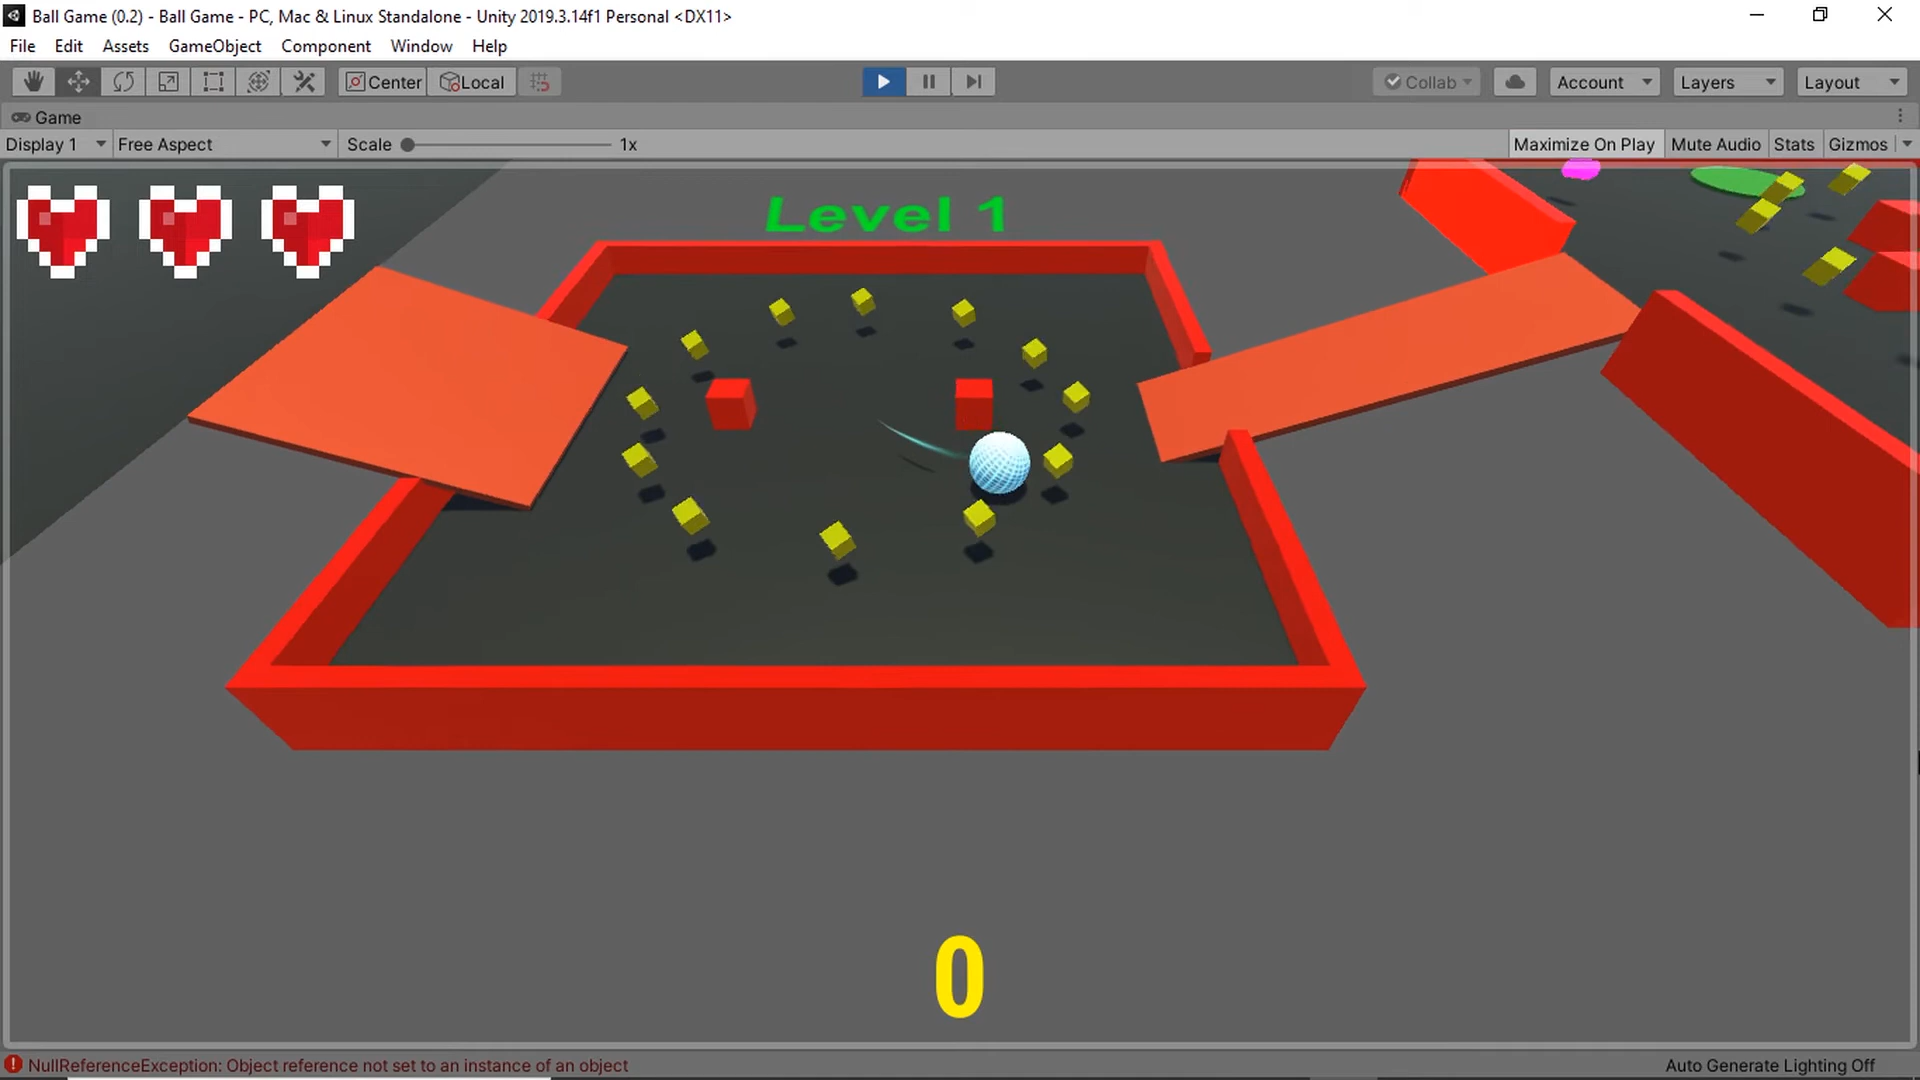 Ball Game (0.2) - Ball Game - PC, Mac & Linux Standalone - Unity 2019.3.14f1 Personal <DX11>
File Edit Assets GameObject Component Window Help
Center Local Collab Account Layers Layout
Game
Display 1 Free Aspect Scale 1x Maximize On Play Mute Audio Stats Gizmos
Level 1
0
NullReferenceException: Object reference not set to an instance of an object Auto Generate Lighting Off